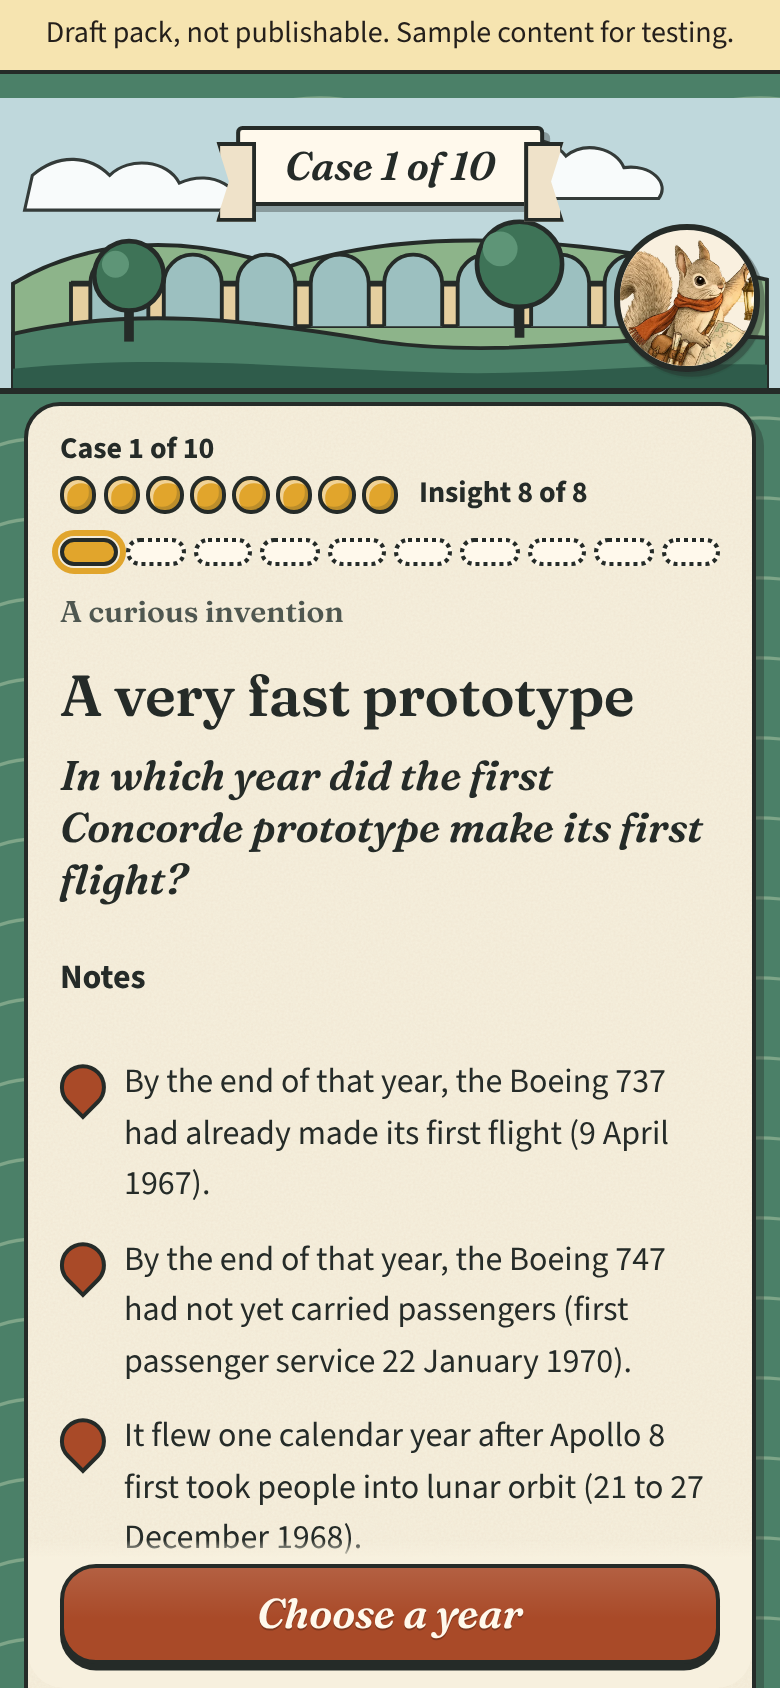 Draft pack, not publishable. Sample content for testing.
Case 1 of 10
Case 1 of 10
Insight 8 of 8
A curious invention
A very fast prototype
In which year did the first
Concorde prototype make its first
flight?
Notes
By the end of that year, the Boeing 737
had already made its first flight (9 April
1967).
By the end of that year, the Boeing 747
had not yet carried passengers (first
passenger service 22 January 1970).
It flew one calendar year after Apollo 8
first took people into lunar orbit (21 to 27
December 1968).
Choose a year